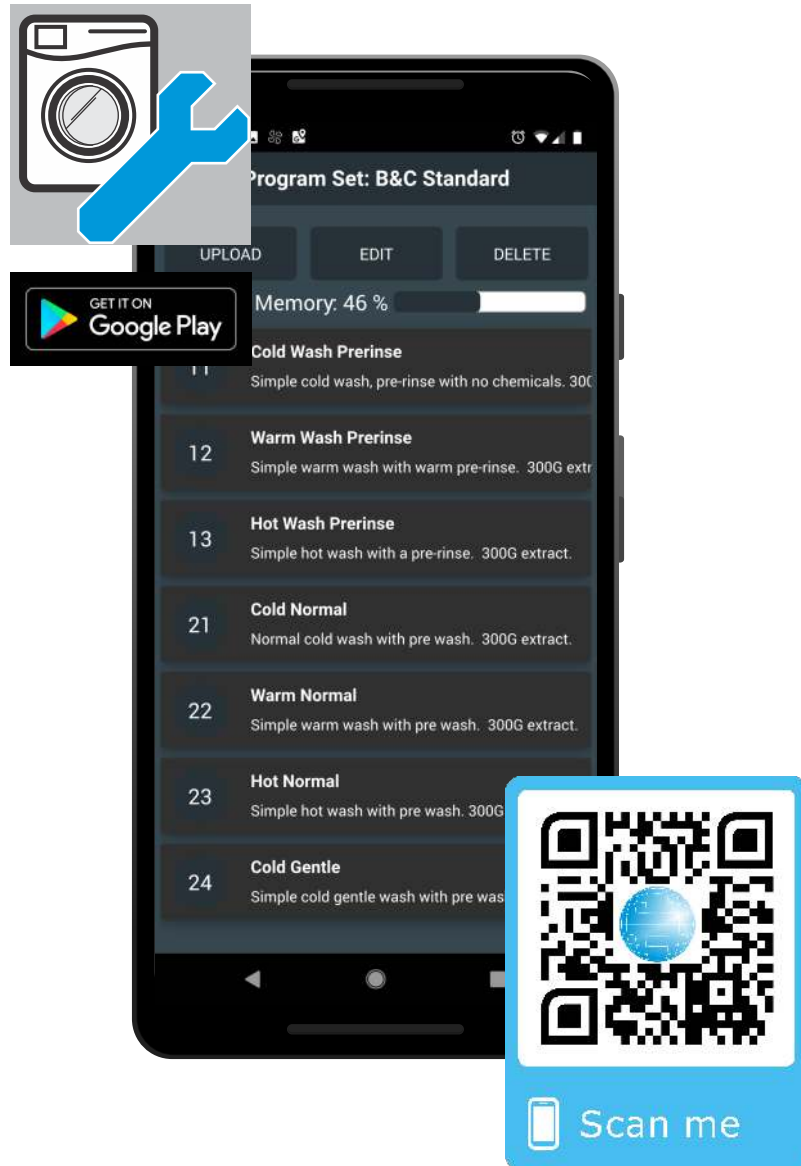 Program Set: B&C Standard
UPLOAD EDIT DELETE
GET IT ON
Google Play
Memory: 46 %
11 Cold Wash Prerinse
Simple cold wash, pre-rinse with no chemicals. 300
12 Warm Wash Prerinse
Simple warm wash with warm pre-rinse. 300G extr
13 Hot Wash Prerinse
Simple hot wash with a pre-rinse. 300G extract.
21 Cold Normal
Normal cold wash with pre wash. 300G extract.
22 Warm Normal
Simple warm wash with pre wash. 300G extract.
23 Hot Normal
Simple hot wash with pre wash. 300G
24 Cold Gentle
Simple cold gentle wash with pre was
Scan me